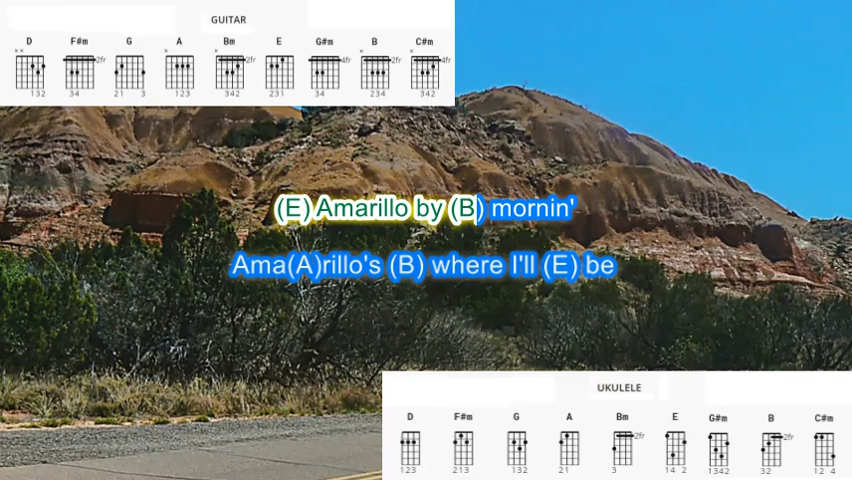 GUITAR
D F#m G A Bm E G#m B C#m
×× × × × ×
2fr 2fr 4fr 2fr 4fr
132 34 21 3 123 342 231 34 234 342
(E) Amarillo by (B) mornin'
Ama(A)rillo's (B) where I'll (E) be
UKULELE
D F#m G A Bm E G#m B C#m
2fr 2fr
123 213 132 21 3 14 2 1342 32 12 4